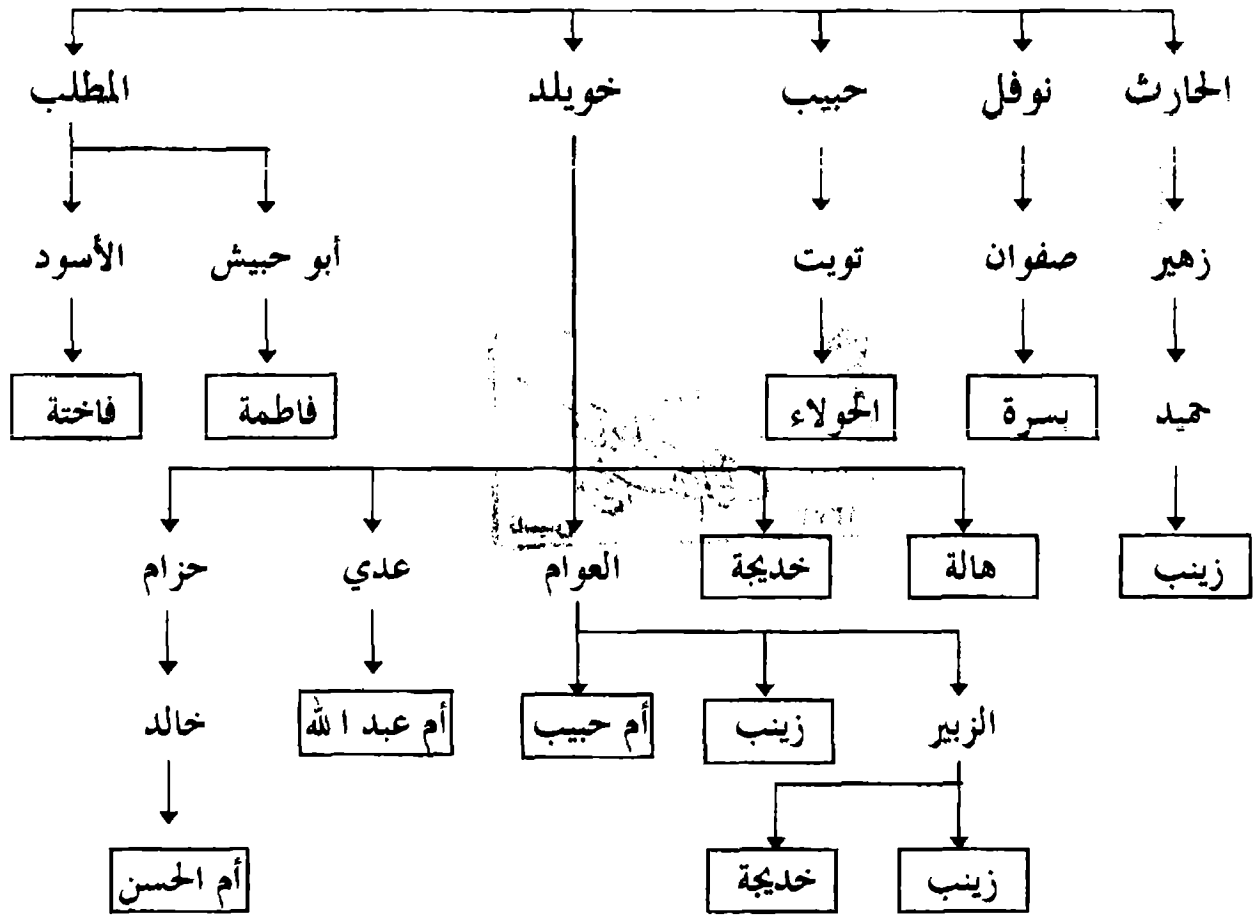 الحارث نوفل حبيب خويلد المطلب
زهير صفوان تويت أبو حبيش الأسود
حميد بسرة الحولاء فاطمة فاختة
زينب هالة خديجة العوام عدي حزام
الزبير زينب أم حبيب أم عبد الله خالد
زينب خديجة أم الحسن